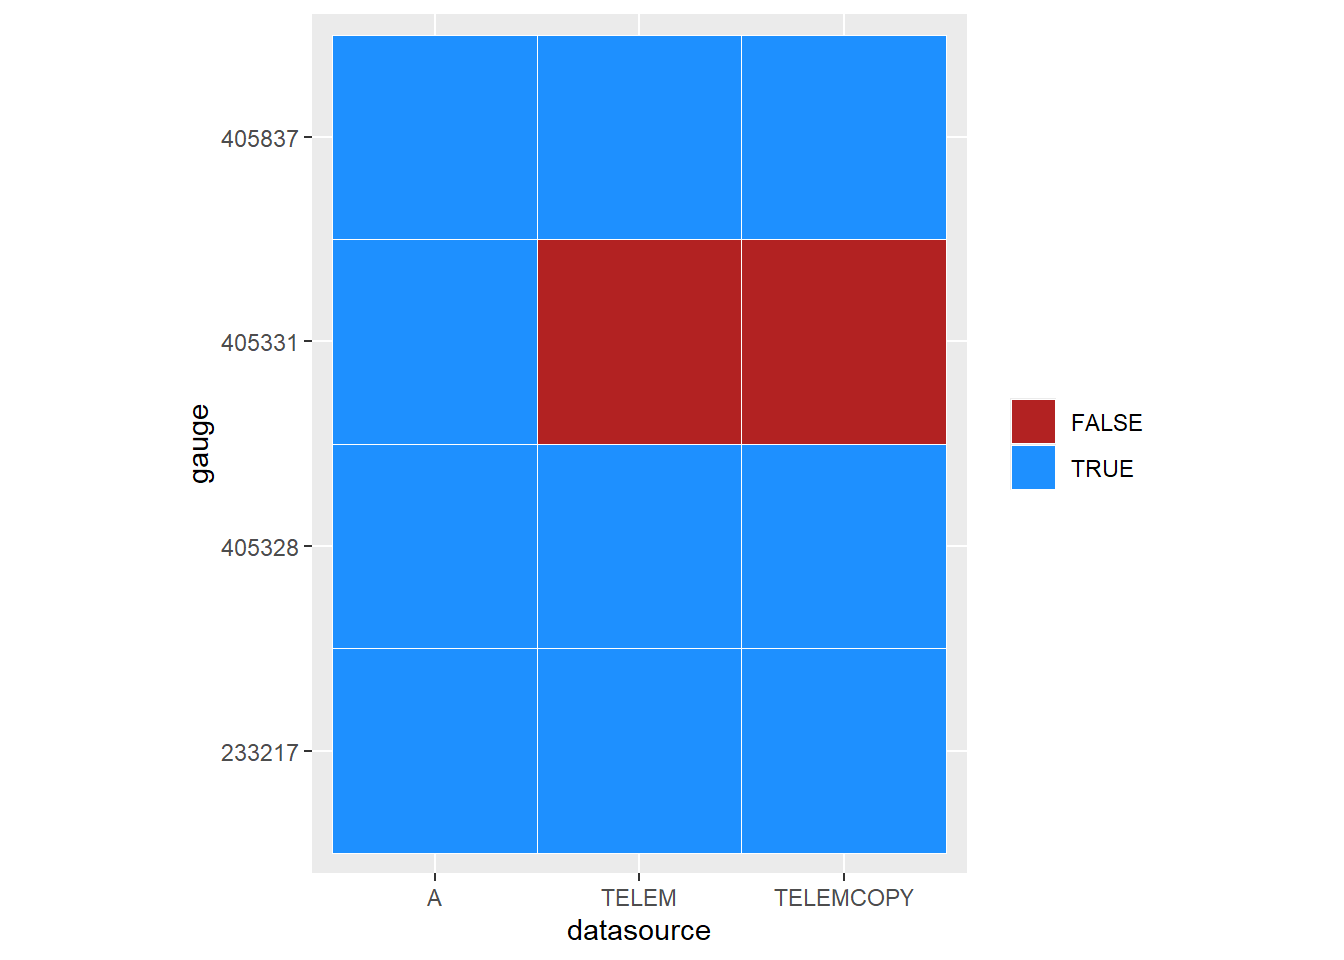 405837
405331
405328
233217
gauge
A
TELEM
TELEMCOPY
datasource
FALSE
TRUE